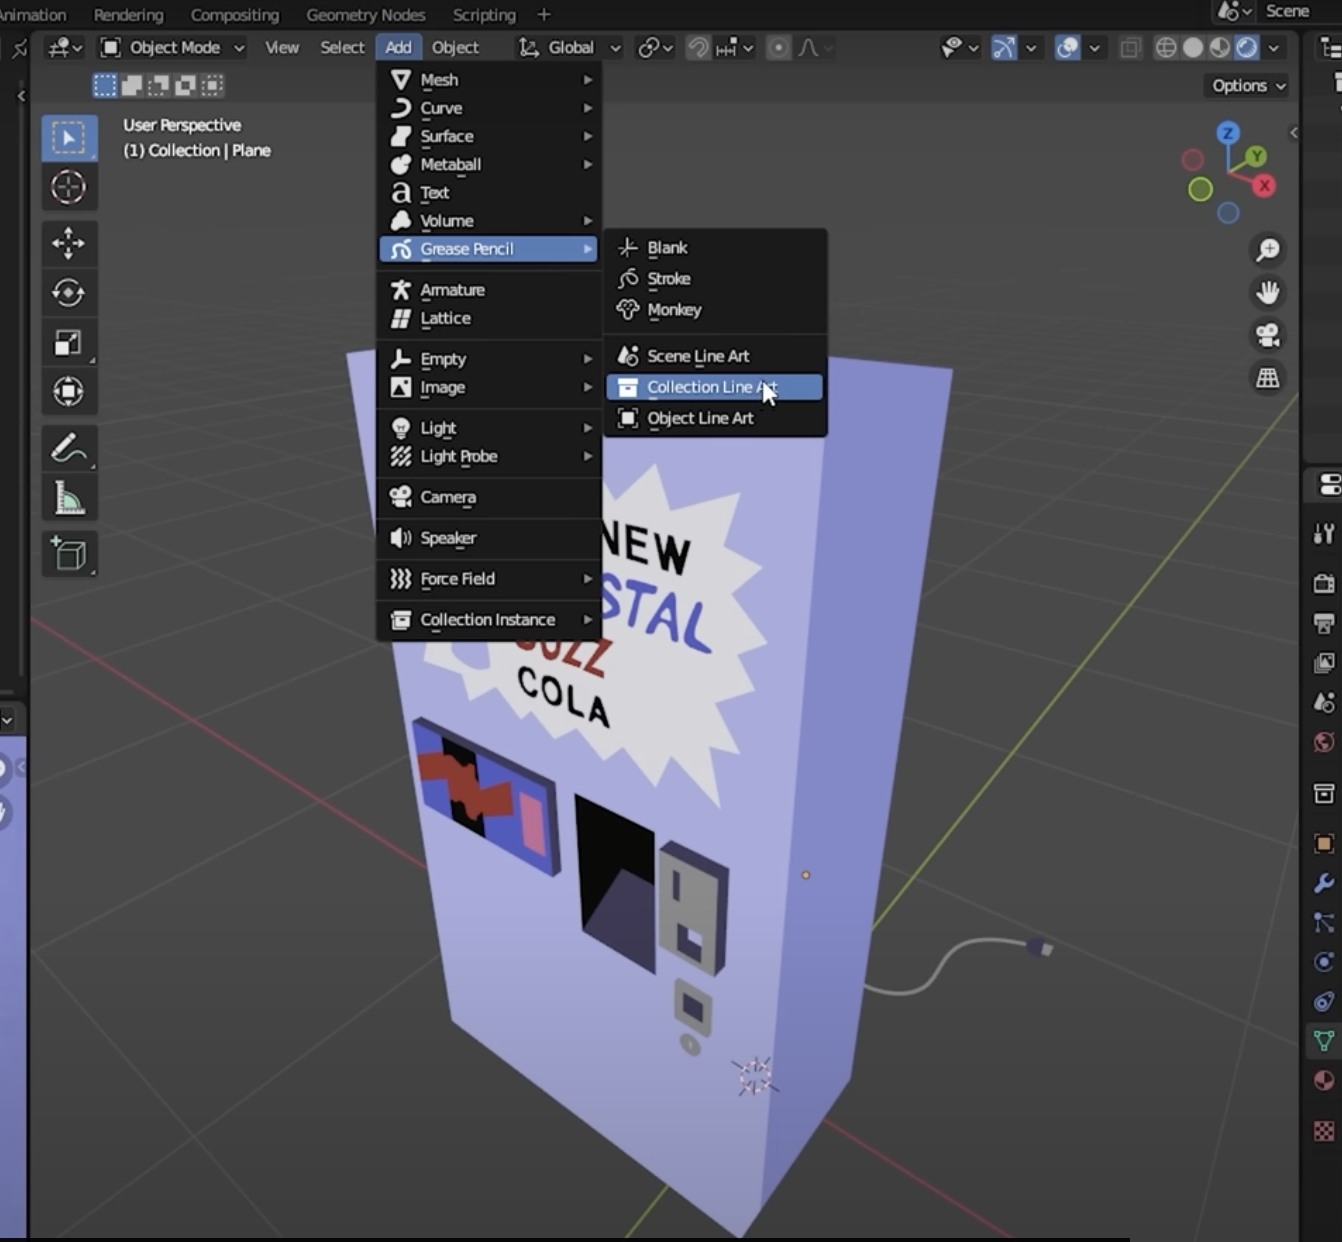 Rendering
Compositing
Geometry Nodes
Scripting
+
Scene
Object Mode
View
Select
Add
Object
Global
Options
User Perspective
(1) Collection | Plane
Mesh
Curve
Surface
Metaball
Text
Volume
Grease Pencil
Armature
Lattice
Empty
Image
Light
Light Probe
Camera
Speaker
Force Field
Collection Instance
Blank
Stroke
Monkey
Scene Line Art
Collection Line Art
Object Line Art
Z
Y
X
NEW
STAL
COLA